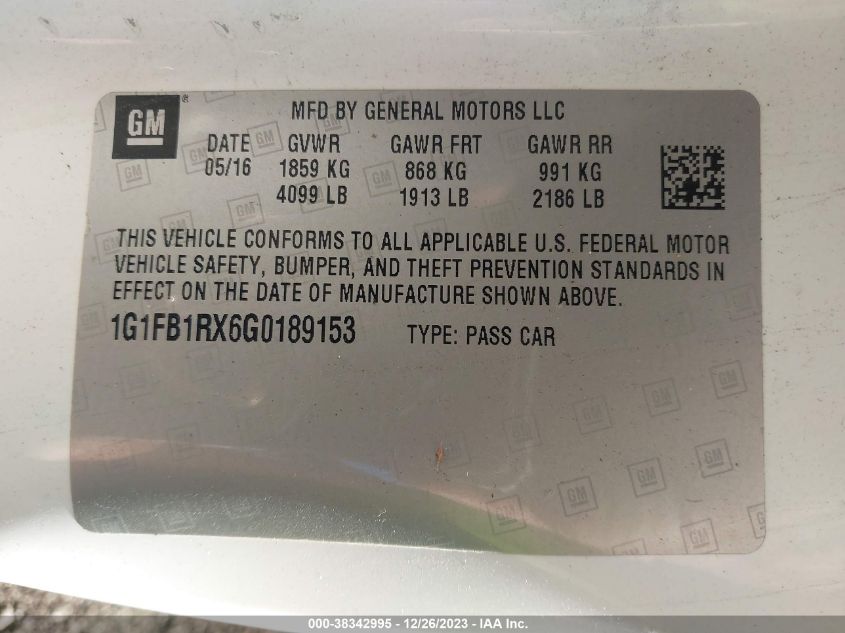 GM ® MFD BY GENERAL MOTORS LLC
DATE GVWR GAWR FRT GAWR RR
05/16 1859 KG 868 KG 991 KG
4099 LB 1913 LB 2186 LB
THIS VEHICLE CONFORMS TO ALL APPLICABLE U.S. FEDERAL MOTOR
VEHICLE SAFETY, BUMPER, AND THEFT PREVENTION STANDARDS IN
EFFECT ON THE DATE OF MANUFACTURE SHOWN ABOVE.
1G1FB1RX6G0189153 TYPE: PASS CAR
000-38342995 - 12/26/2023 - IAA Inc.